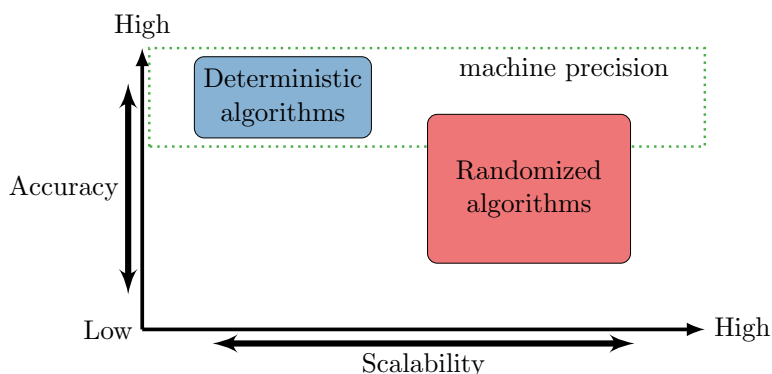 High
machine precision
Deterministic
algorithms
Randomized
algorithms
Accuracy
Low
High
Scalability